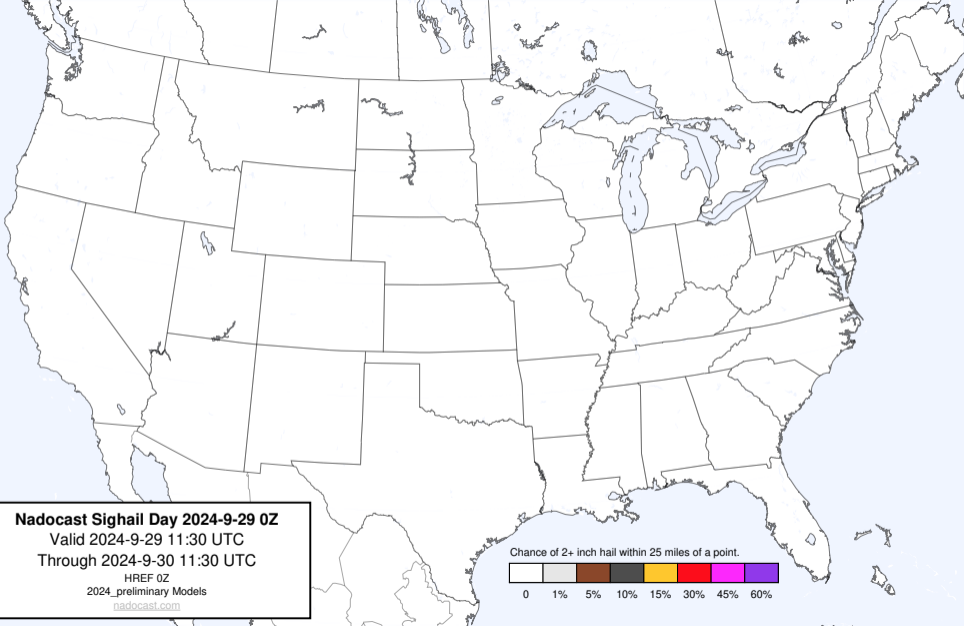 Nadocast Sighail Day 2024-9-29 0Z
Valid 2024-9-29 11:30 UTC
Through 2024-9-30 11:30 UTC
HREF 0Z
2024_preliminary Models
nadocast.com
Chance of 2+ inch hail within 25 miles of a point.
0 1% 5% 10% 15% 30% 45% 60%